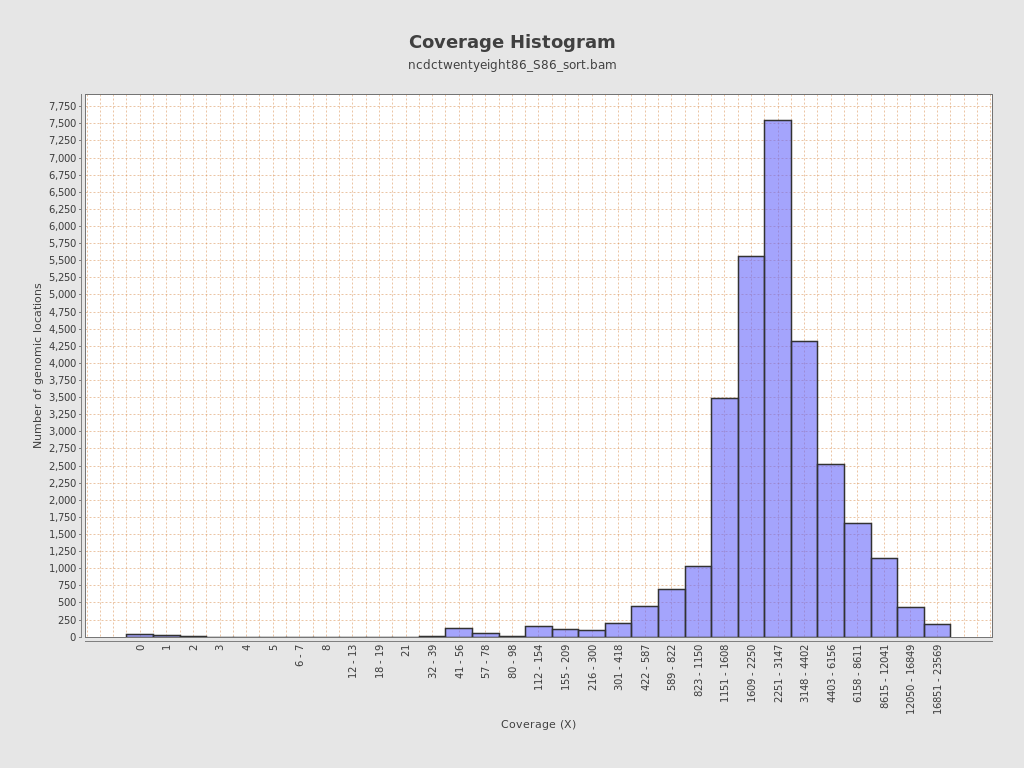 Coverage Histogram
ncdctwentyeight86_S86_sort.bam
Number of genomic locations
7,750
7,500
7,250
7,000
6,750
6,500
6,250
6,000
5,750
5,500
5,250
5,000
4,750
4,500
4,250
4,000
3,750
3,500
3,250
3,000
2,750
2,500
2,250
2,000
1,750
1,500
1,250
1,000
750
500
250
0
0
1
2
3
4
5
6 - 7
8
12 - 13
18 - 19
21
32 - 39
41 - 56
57 - 78
80 - 98
112 - 154
155 - 209
216 - 300
301 - 418
422 - 587
589 - 822
823 - 1150
1151 - 1608
1609 - 2250
2251 - 3147
3148 - 4402
4403 - 6156
6158 - 8611
8615 - 12041
12050 - 16849
16851 - 23569
Coverage (X)